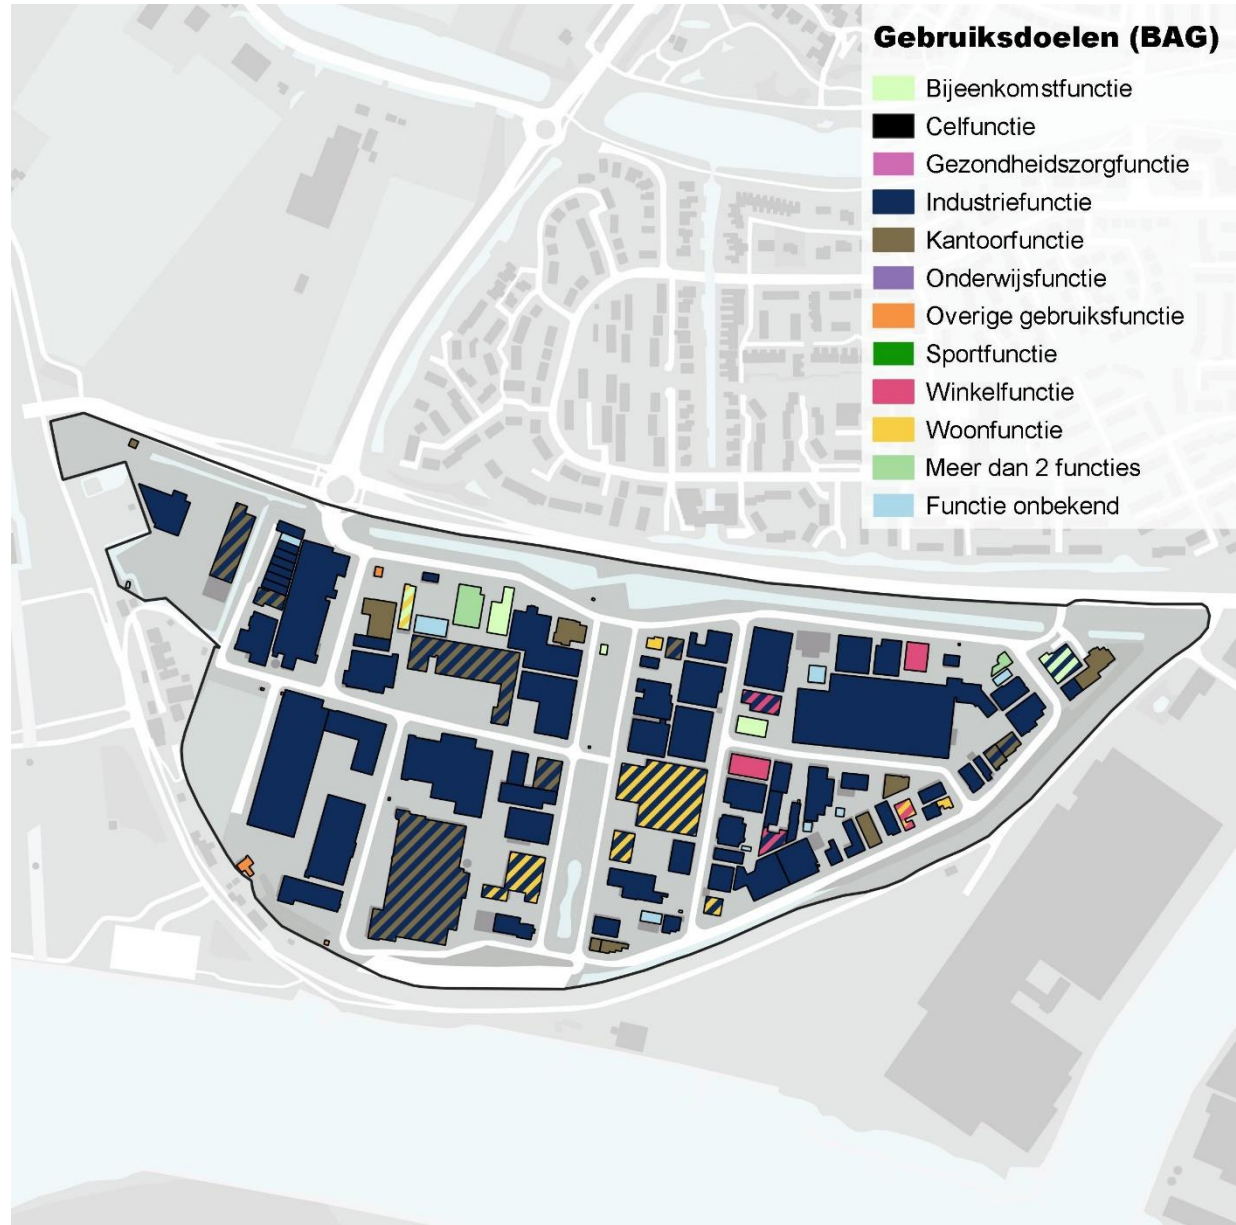 Gebruiksdoelen (BAG)
Bijeenkomstfunctie
Celfunctie
Gezondheidszorgfunctie
Industriefunctie
Kantoorfunctie
Onderwijsfunctie
Overige gebruiksfunctie
Sportfunctie
Winkelfunctie
Woonfunctie
Meer dan 2 functies
Functie onbekend